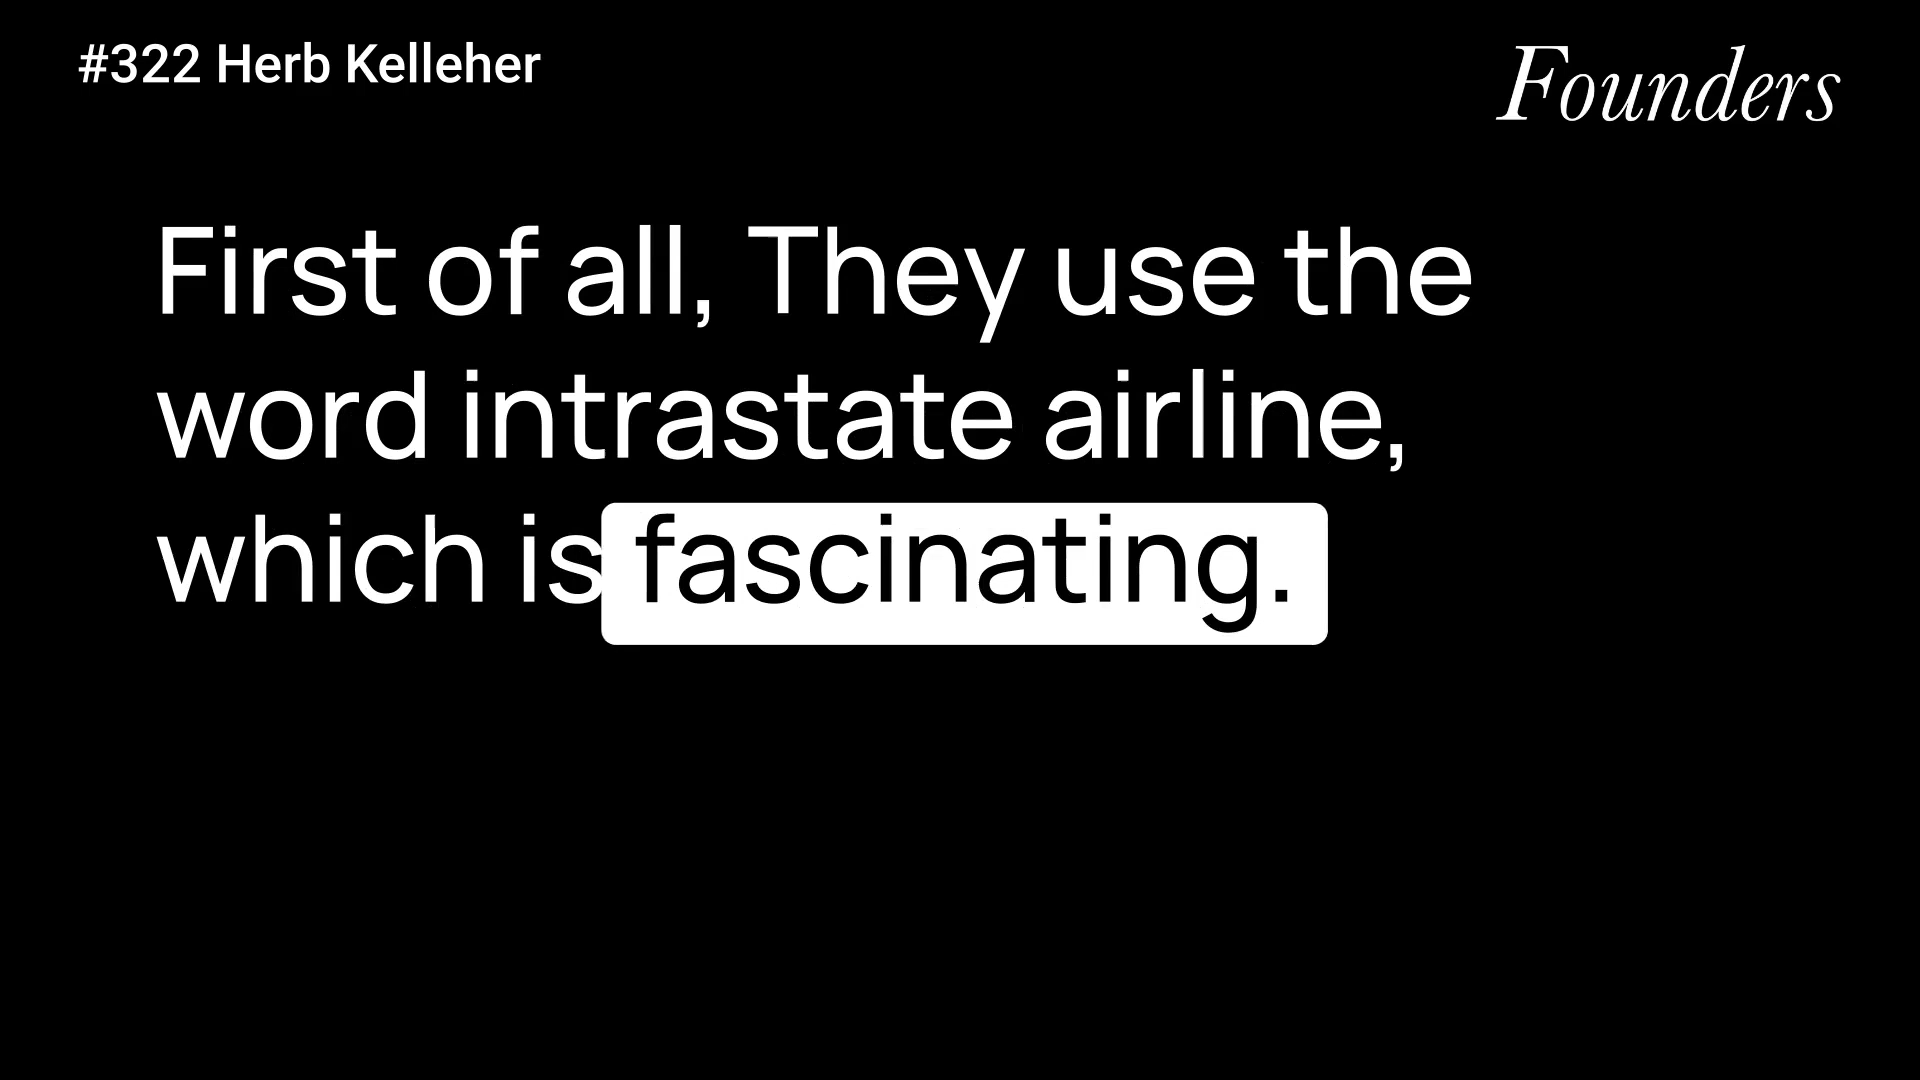 #322 Herb Kelleher
Founders
First of all, They use the
word intrastate airline,
which is fascinating.